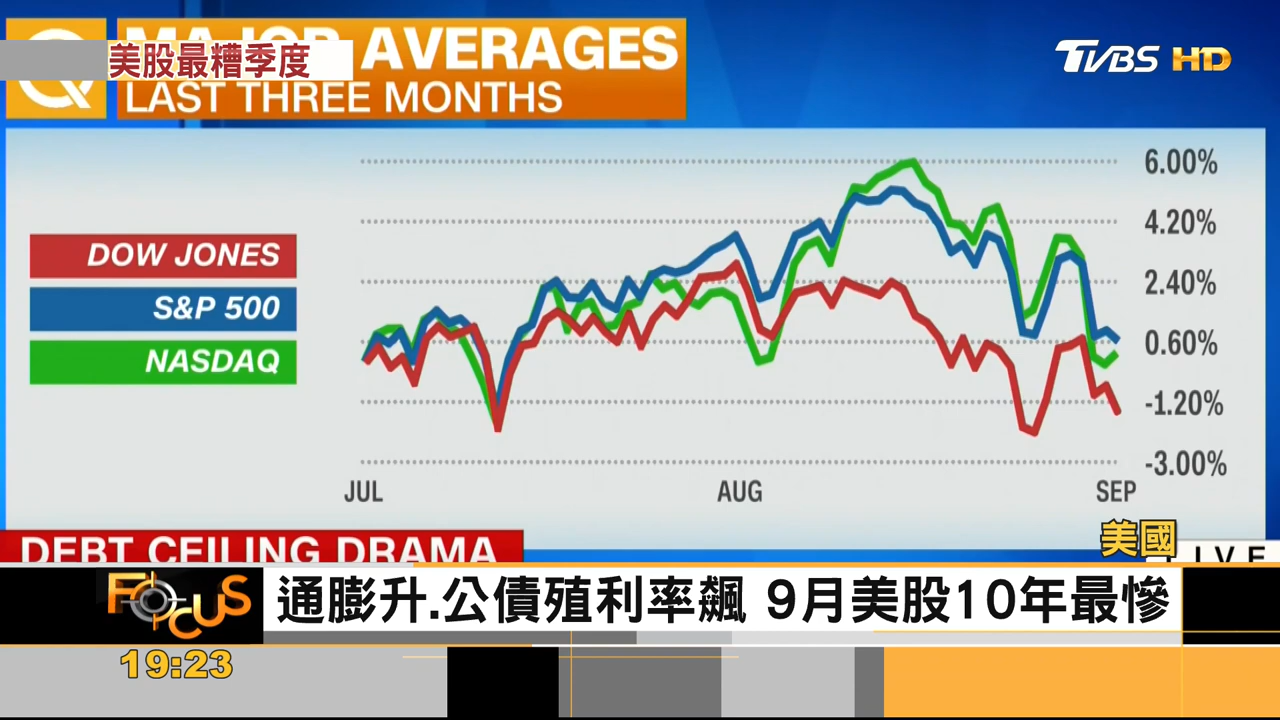 MAJOR AVERAGES
美股最糟季度
LAST THREE MONTHS
TVBS HD
6.00%
4.20%
2.40%
0.60%
-1.20%
-3.00%
DOW JONES
S&P 500
NASDAQ
JUL AUG SEP
DEBT CEILING DRAMA
美國
LIVE
FOCUS
通膨升.公債殖利率飆 9月美股10年最慘
19:23